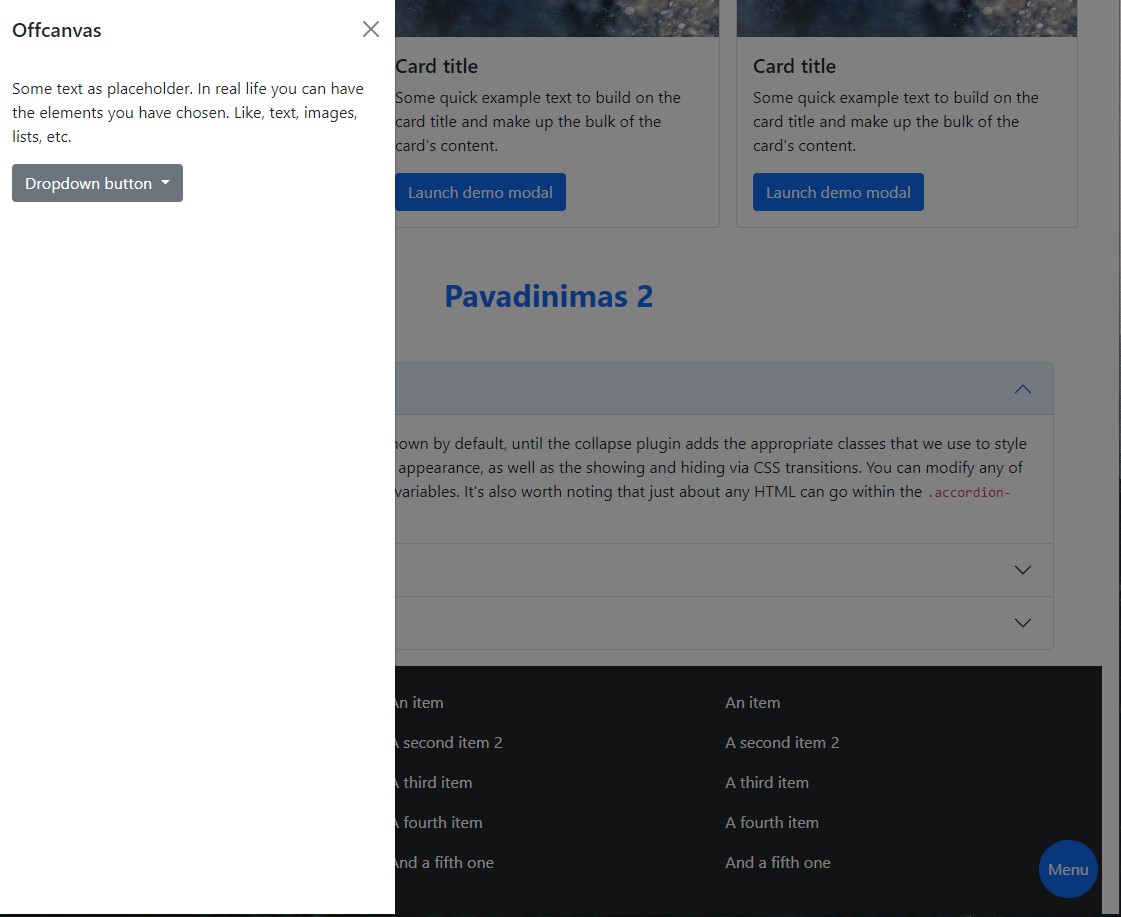 Offcanvas
Some text as placeholder. In real life you can have
the elements you have chosen. Like, text, images,
lists, etc.
Dropdown button
Card title
Some quick example text to build on the
card title and make up the bulk of the
card's content.
Launch demo modal
Card title
Some quick example text to build on the
card title and make up the bulk of the
card's content.
Launch demo modal
Pavadinimas 2
by default, until the collapse plugin adds the appropriate classes that we use to style
appearance, as well as the showing and hiding via CSS transitions. You can modify any of
variables. It's also worth noting that just about any HTML can go within the .accordion-
An item
A second item 2
A third item
A fourth item
And a fifth one
An item
A second item 2
A third item
A fourth item
And a fifth one
Menu